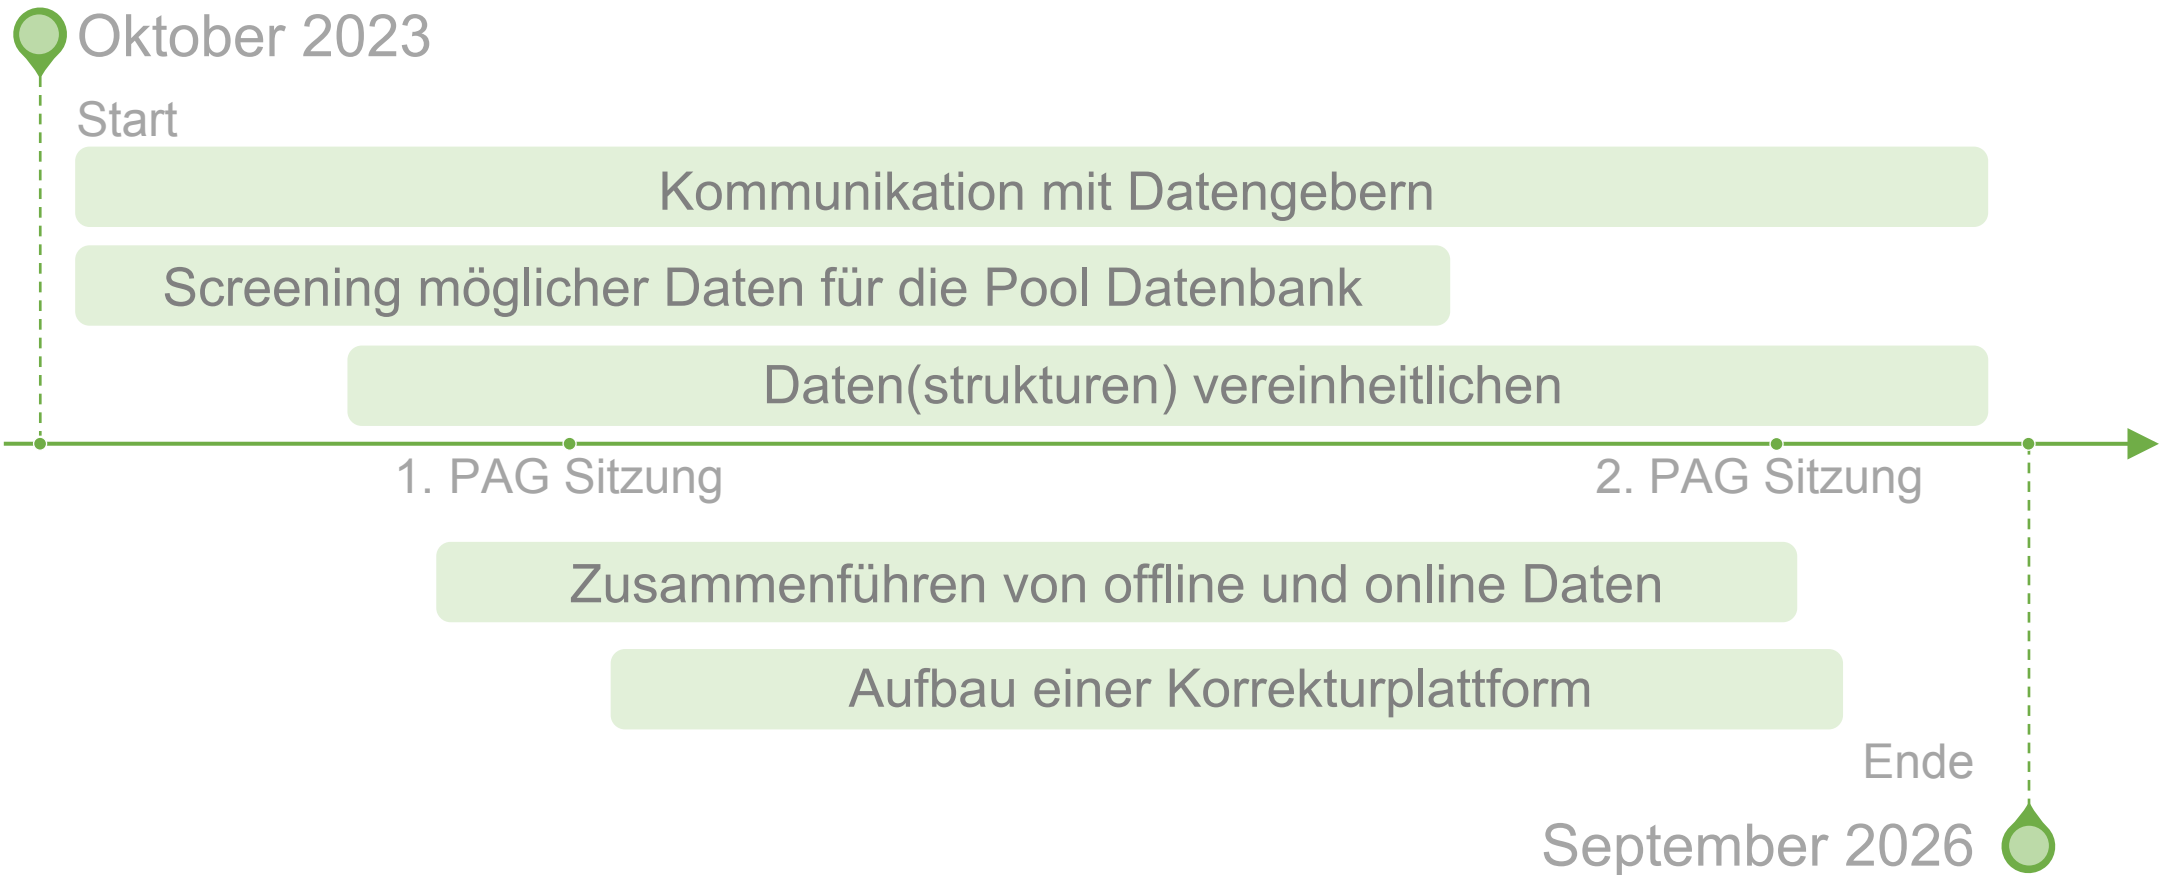 Oktober 2023
Start
Kommunikation mit Datengebern
Screening möglicher Daten für die Pool Datenbank
Daten(strukturen) vereinheitlichen
1. PAG Sitzung
2. PAG Sitzung
Zusammenführen von offline und online Daten
Aufbau einer Korrekturplattform
Ende
September 2026